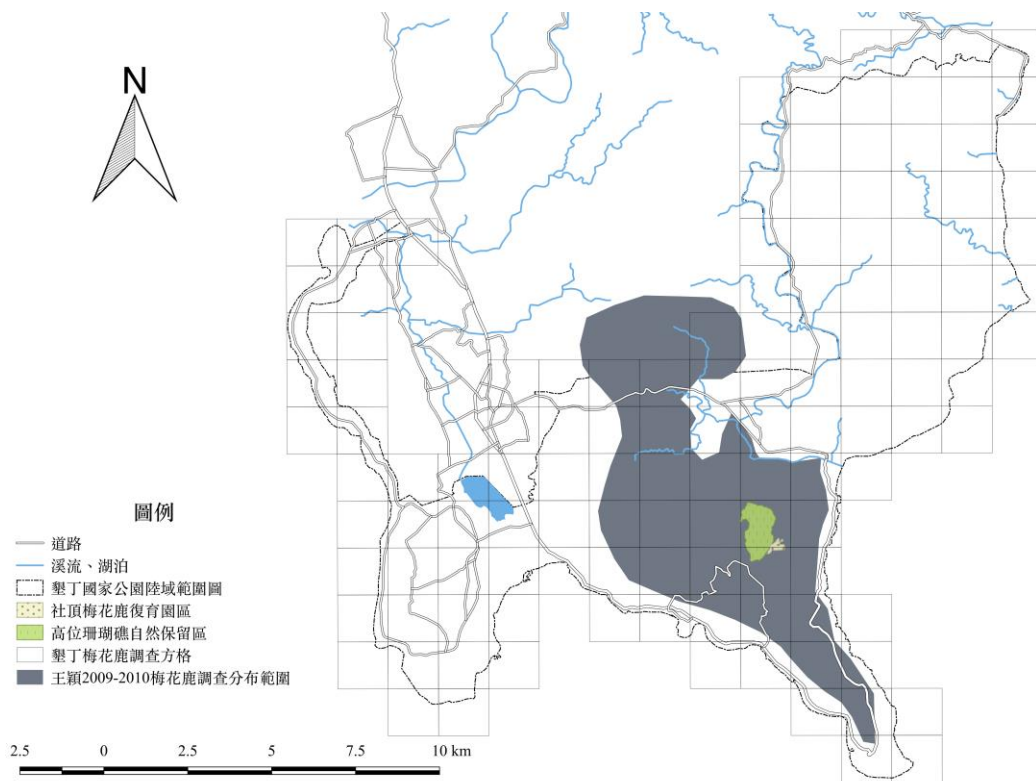 N
圖例
道路
溪流、湖泊
墾丁國家公園陸域範圍圖
社頂梅花鹿復育園區
高位珊瑚礁自然保留區
墾丁梅花鹿調查方格
王穎2009-2010梅花鹿調查分布範圍
2.5 0 2.5 5 7.5 10 km